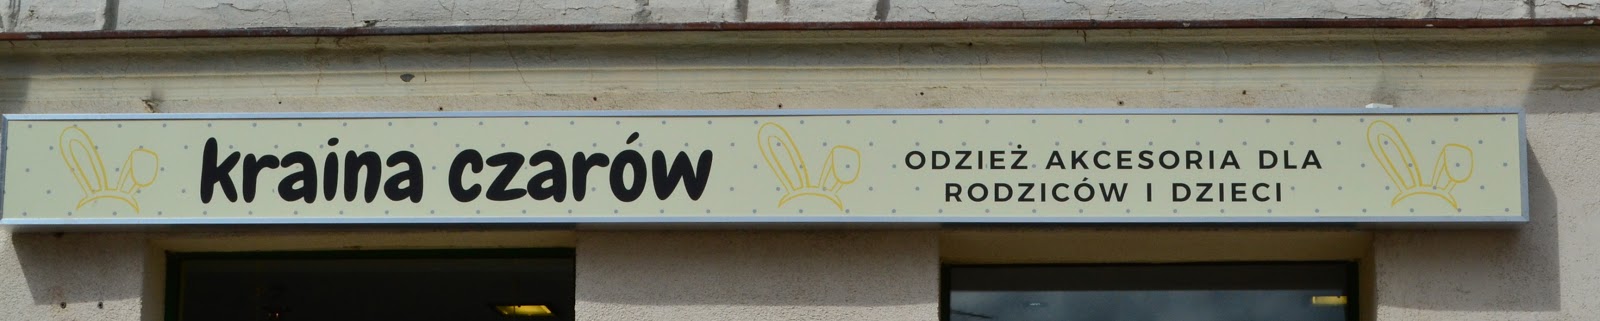 kraina czarów
ODZIEŻ AKCESORIA DLA
RODZICÓW I DZIECI